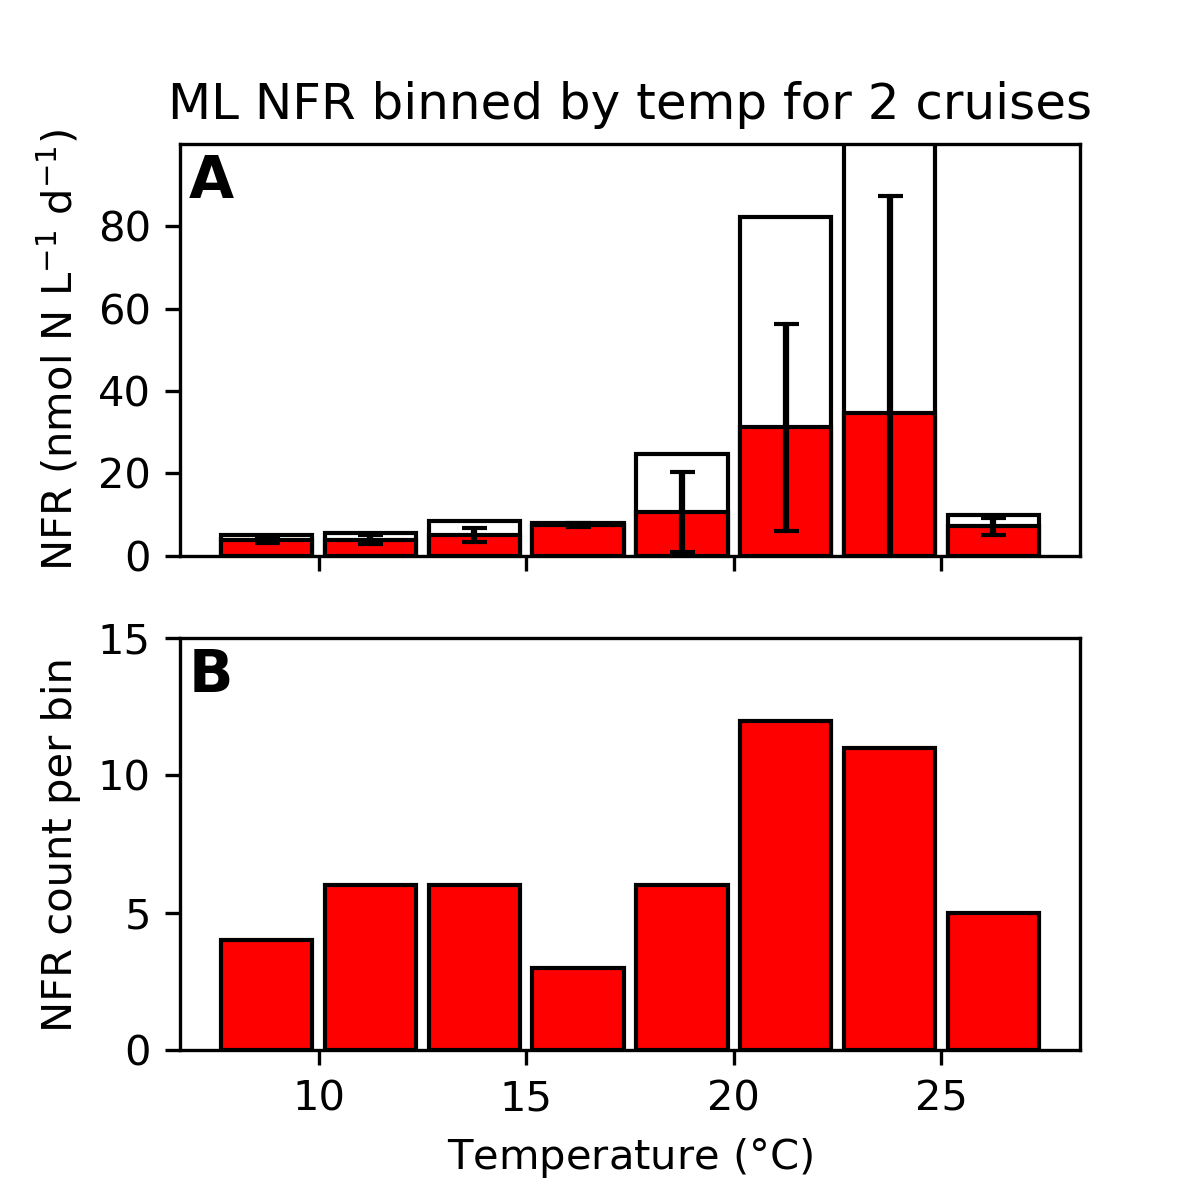 ML NFR binned by temp for 2 cruises
A
NFR (nmol N L⁻¹ d⁻¹)
80
60
40
20
0
B
NFR count per bin
15
10
5
0
10 15 20 25
Temperature (°C)